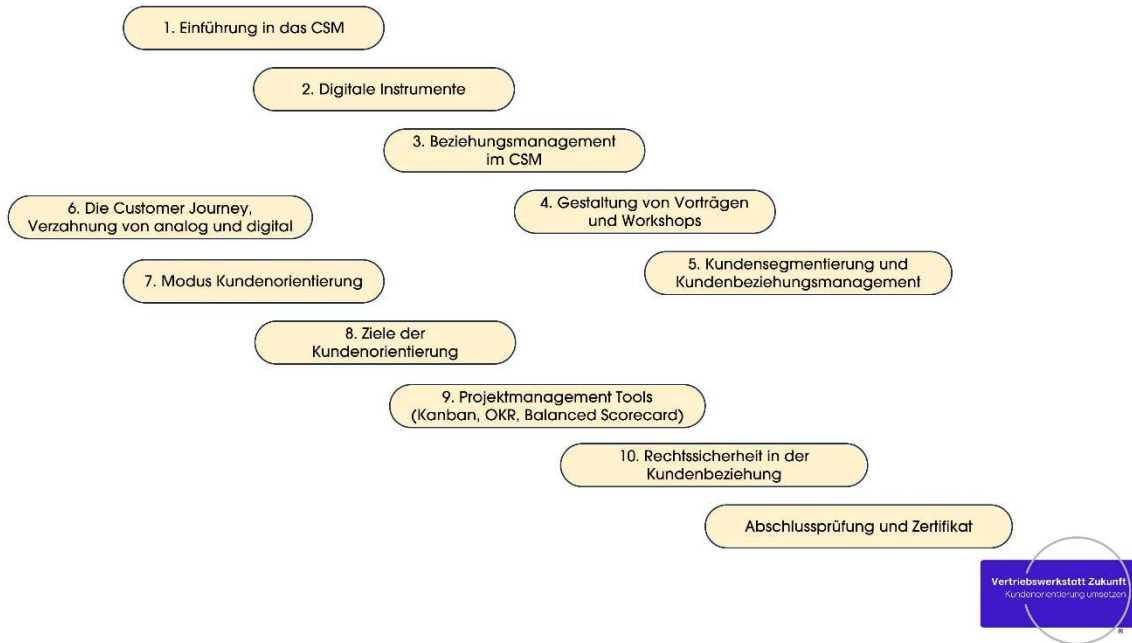 1. Einführung in das CSM
2. Digitale Instrumente
3. Beziehungsmanagement
im CSM
4. Gestaltung von Vorträgen
und Workshops
5. Kundensegmentierung und
Kundenbeziehungsmanagement
6. Die Customer Journey,
Verzahnung von analog und digital
7. Modus Kundenorientierung
8. Ziele der
Kundenorientierung
9. Projektmanagement Tools
(Kanban, OKR, Balanced Scorecard)
10. Rechtssicherheit in der
Kundenbeziehung
Abschlussprüfung und Zertifikat
Vertriebswerkstatt Zukunft
Kundenorientierung umsetzen
®